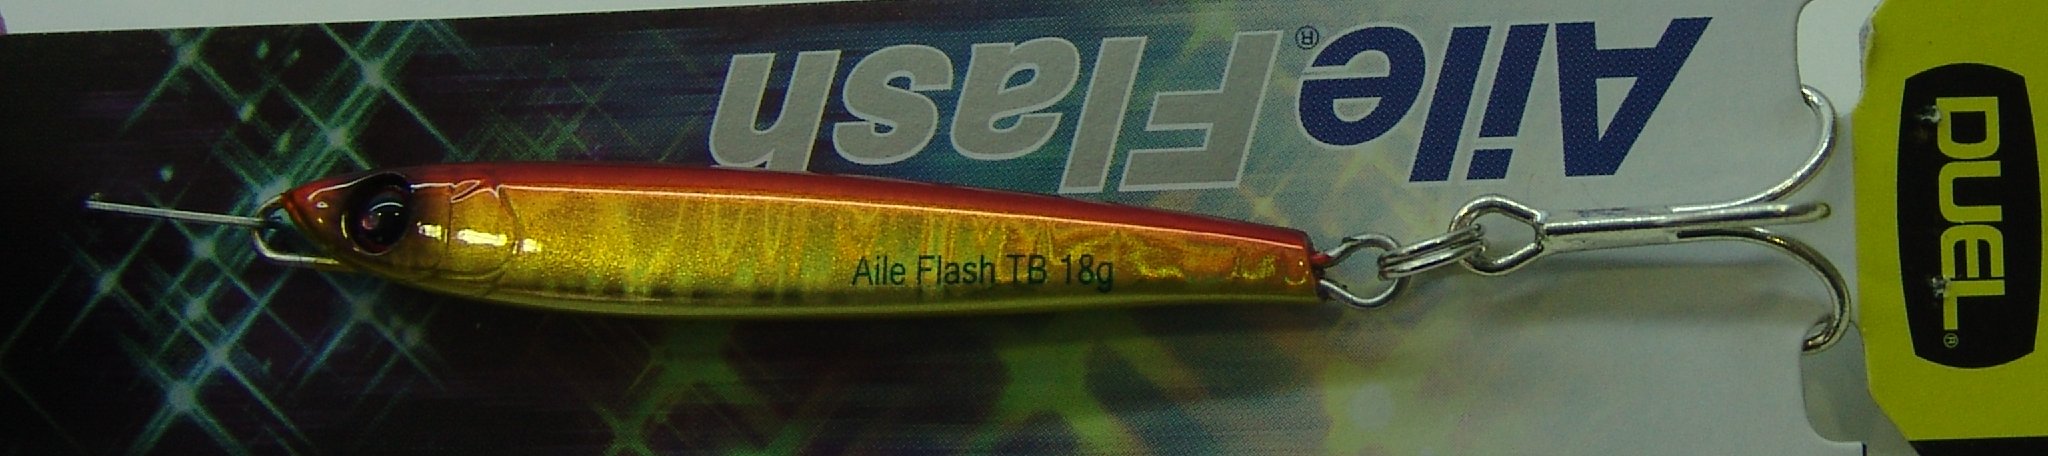 Aile Flash®
Aile Flash TB 18g
DUEL®